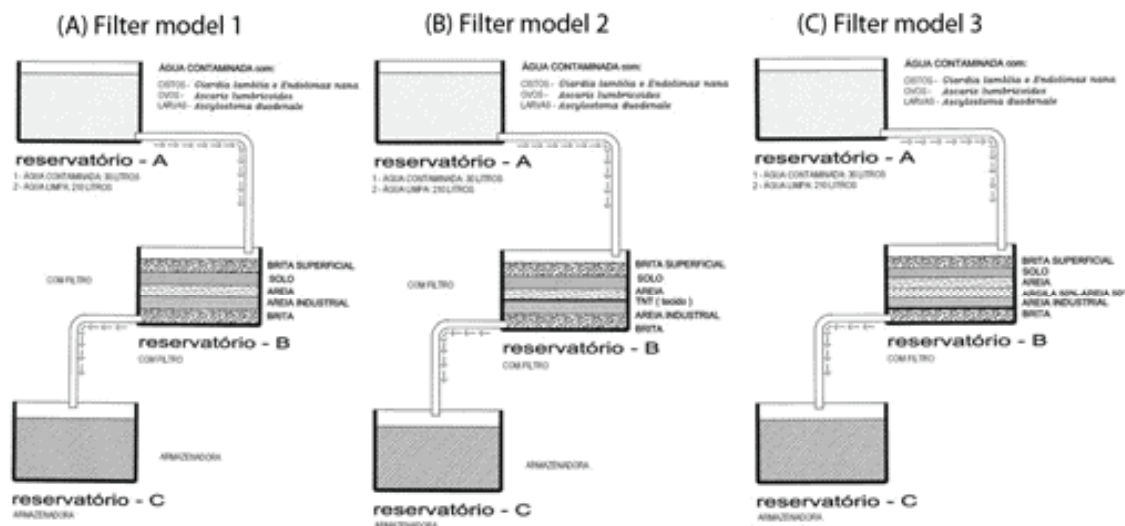 (A) Filter model 1
ÁGUA CONTAMINADA com:
CISTOS - Giardia lamblia e Endolimax nana
OVOS - Ascaris lumbricoides
LARVAS - Ancylostoma duodenale
reservatório - A
1 - ÁGUA CONTAMINADA: 30 LITROS
2 - ÁGUA LIMPA: 210 LITROS
COM FILTRO
BRITA SUPERFICIAL
SOLO
AREIA
AREIA INDUSTRIAL
BRITA
reservatório - B
COM FILTRO
ARMAZENADORA
reservatório - C
ARMAZENADORA
(B) Filter model 2
ÁGUA CONTAMINADA com:
CISTOS - Giardia lamblia e Endolimax nana
OVOS - Ascaris lumbricoides
LARVAS - Ancylostoma duodenale
reservatório - A
1 - ÁGUA CONTAMINADA: 30 LITROS
2 - ÁGUA LIMPA: 210 LITROS
COM FILTRO
BRITA SUPERFICIAL
SOLO
AREIA
TNT ( tecido )
AREIA INDUSTRIAL
BRITA
reservatório - B
COM FILTRO
ARMAZENADORA
reservatório - C
ARMAZENADORA
(C) Filter model 3
ÁGUA CONTAMINADA com:
CISTOS - Giardia lamblia e Endolimax nana
OVOS - Ascaris lumbricoides
LARVAS - Ancylostoma duodenale
reservatório - A
1 - ÁGUA CONTAMINADA: 30 LITROS
2 - ÁGUA LIMPA: 210 LITROS
BRITA SUPERFICIAL
SOLO
AREIA
ARGILA 50%-AREIA
AREIA INDUSTRIAL
BRITA
reservatório - B
COM FILTRO
reservatório - C
ARMAZENADORA